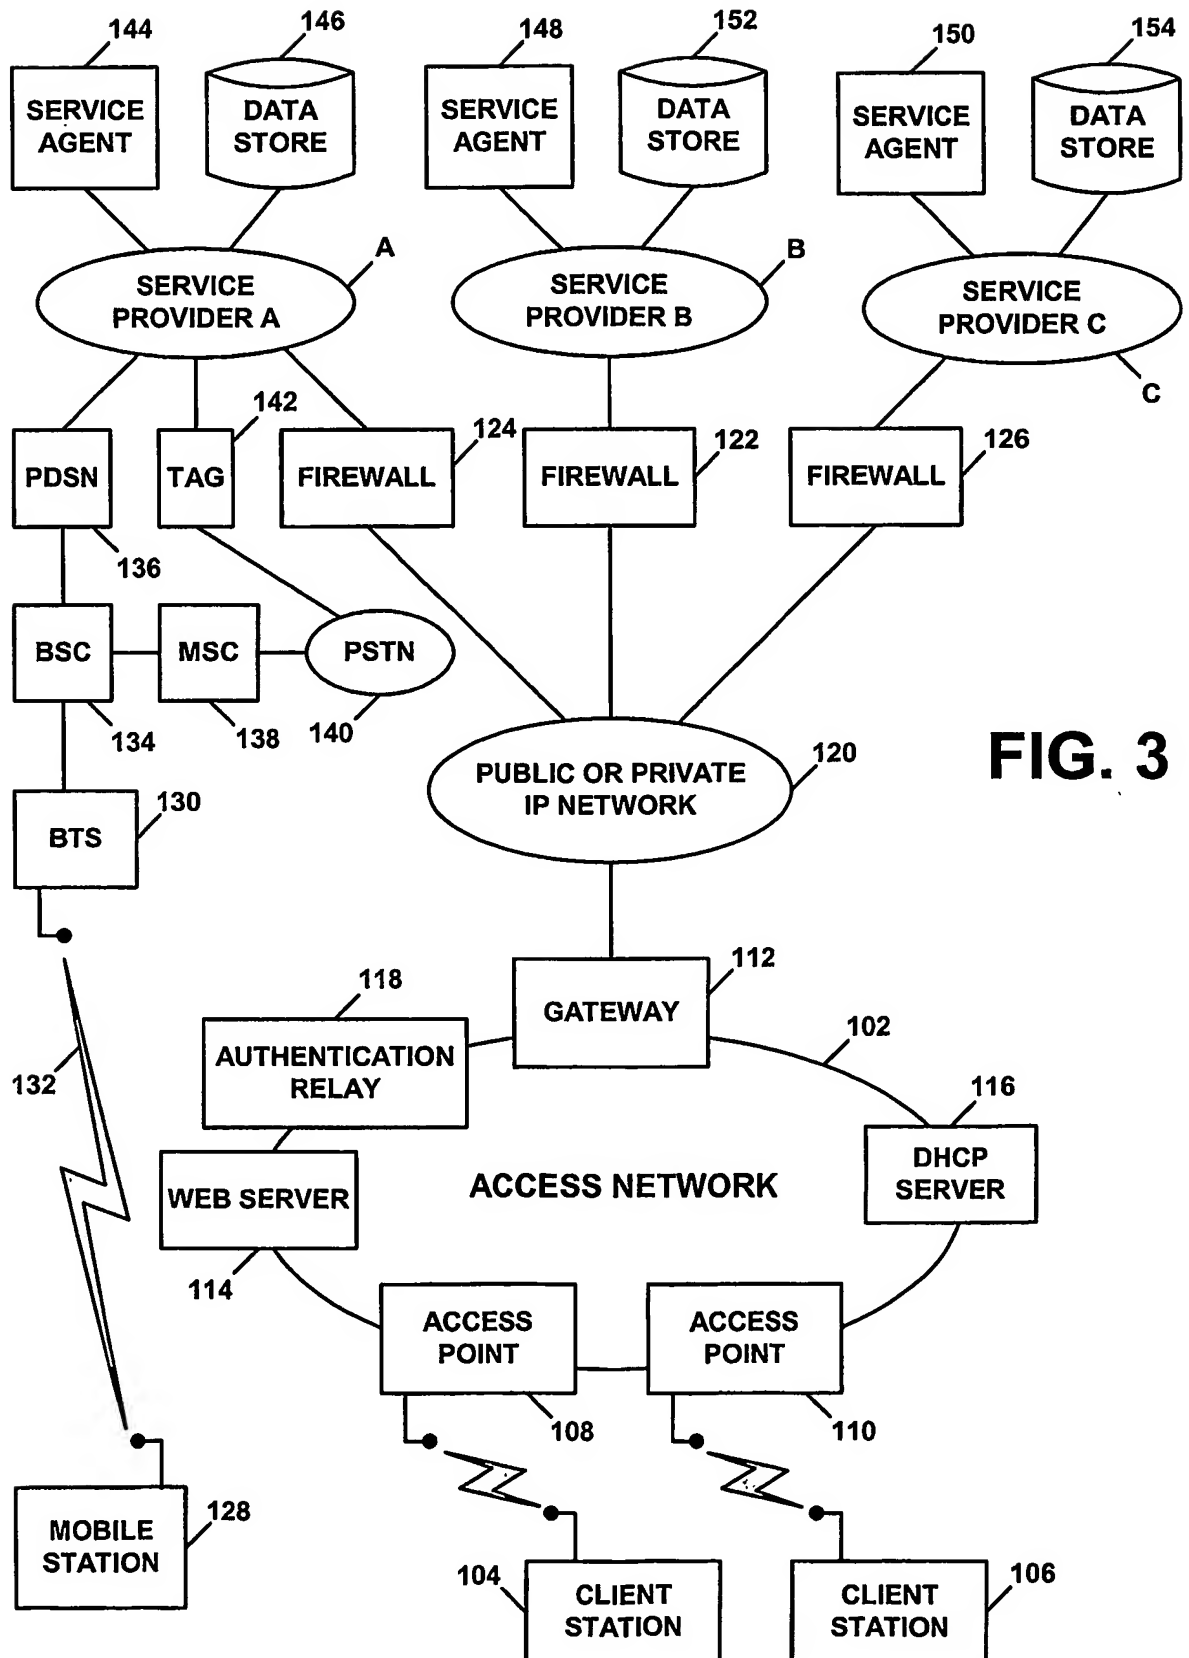 144
146
148
152
150
154
SERVICE
AGENT
DATA
STORE
SERVICE
AGENT
DATA
STORE
SERVICE
AGENT
DATA
STORE
A
B
SERVICE
PROVIDER A
SERVICE
PROVIDER B
SERVICE
PROVIDER C
C
142
124
122
126
PDSN
TAG
FIREWALL
FIREWALL
FIREWALL
136
BSC
MSC
PSTN
134
138
140
FIG. 3
120
PUBLIC OR PRIVATE
IP NETWORK
130
BTS
112
118
GATEWAY
102
AUTHENTICATION
RELAY
132
116
DHCP
SERVER
ACCESS NETWORK
WEB SERVER
114
ACCESS
POINT
ACCESS
POINT
108
110
128
MOBILE
STATION
104
CLIENT
STATION
106
CLIENT
STATION